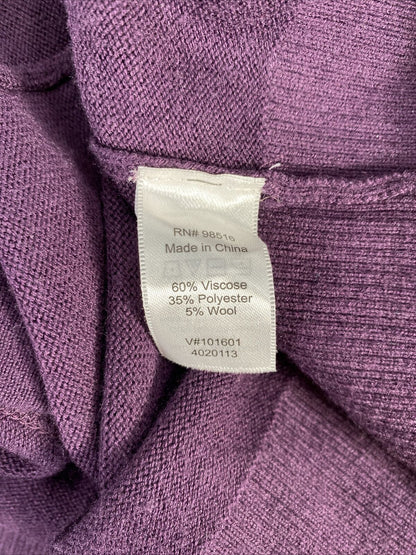 RN# 98516
Made in China
60% Viscose
35% Polyester
5% Wool
V#101601
4020113